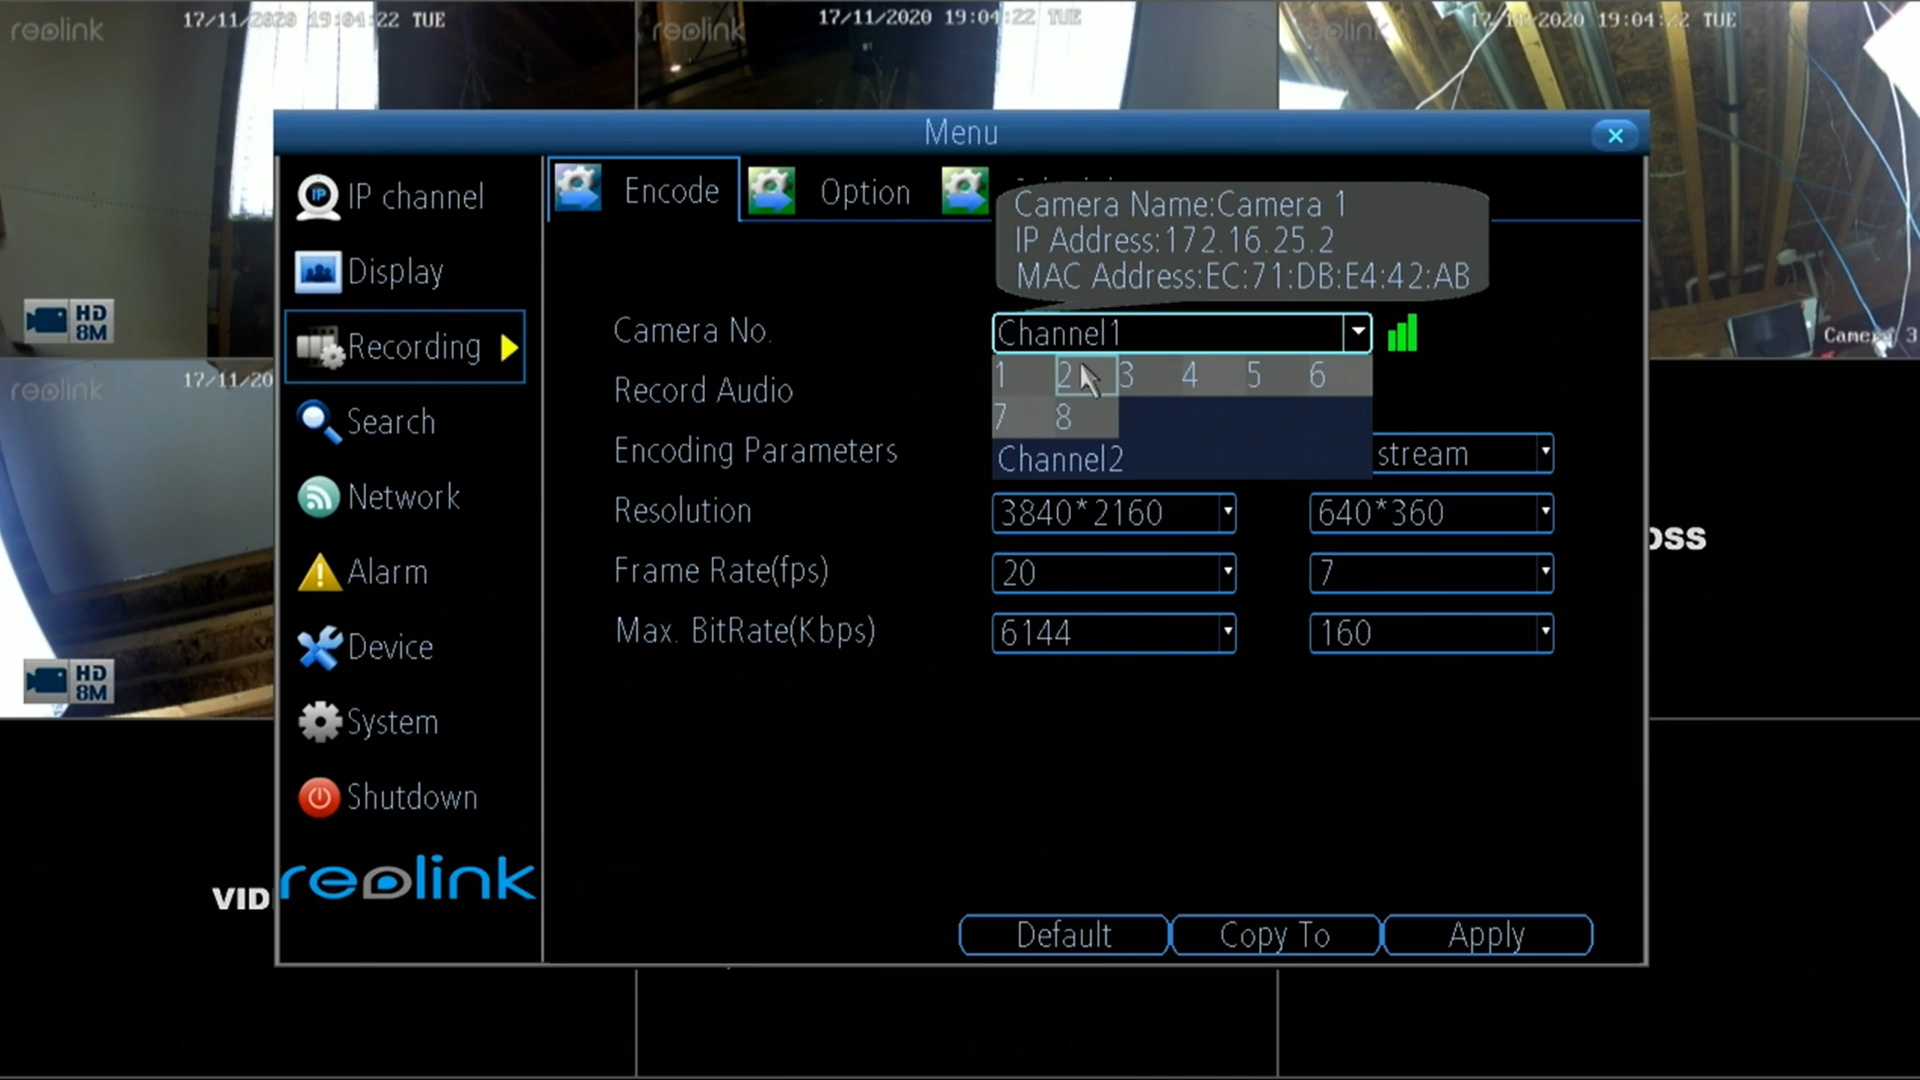 reolink
17/11/2020 19:04:22 TUE
reolink
17/11/2020 19:04:22 TUE
17/11/2020 19:04:22 TUE
Menu
IP channel
Display
Recording
Search
Network
Alarm
Device
System
Shutdown
reolink
Encode
Option
Camera Name:Camera 1
IP Address:172.16.25.2
MAC Address:EC:71:DB:E4:42:AB
Camera No.
Channel1
1 2 3 4 5 6
7 8
Channel2
Record Audio
Encoding Parameters
stream
Resolution
3840*2160
640*360
Frame Rate(fps)
20
7
Max. BitRate(Kbps)
6144
160
Default
Copy To
Apply
HD
8M
Camera 3
reolink
17/11/20
HD
8M
OSS
VID